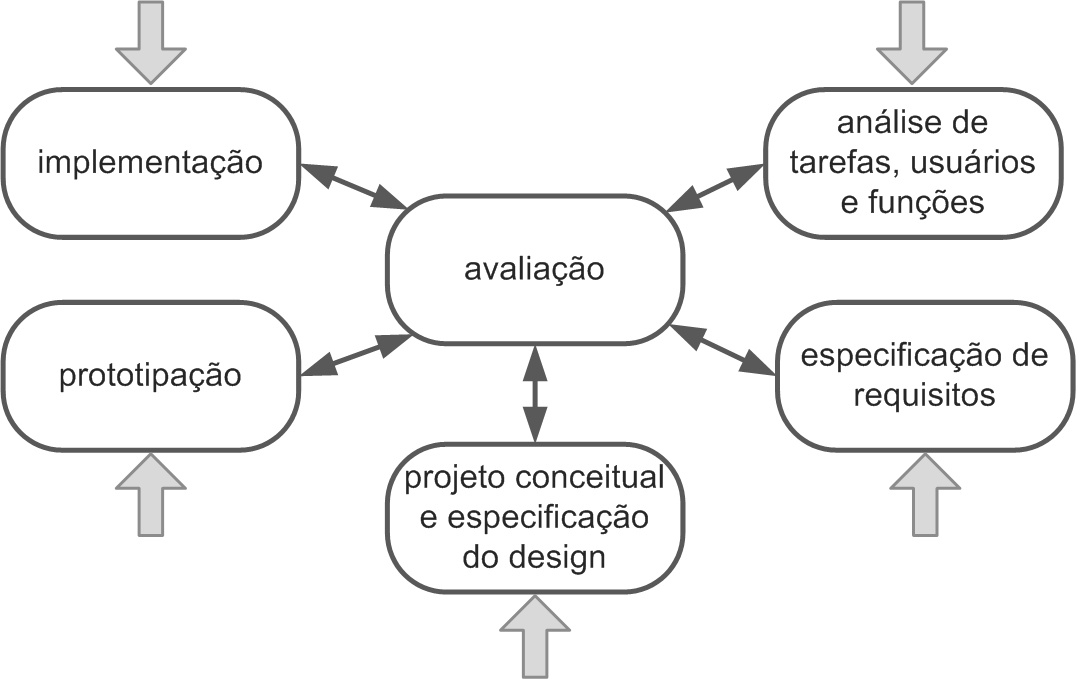 implementação
análise de
tarefas, usuários
e funções
avaliação
prototipação
especificação de
requisitos
projeto conceitual
e especificação
do design